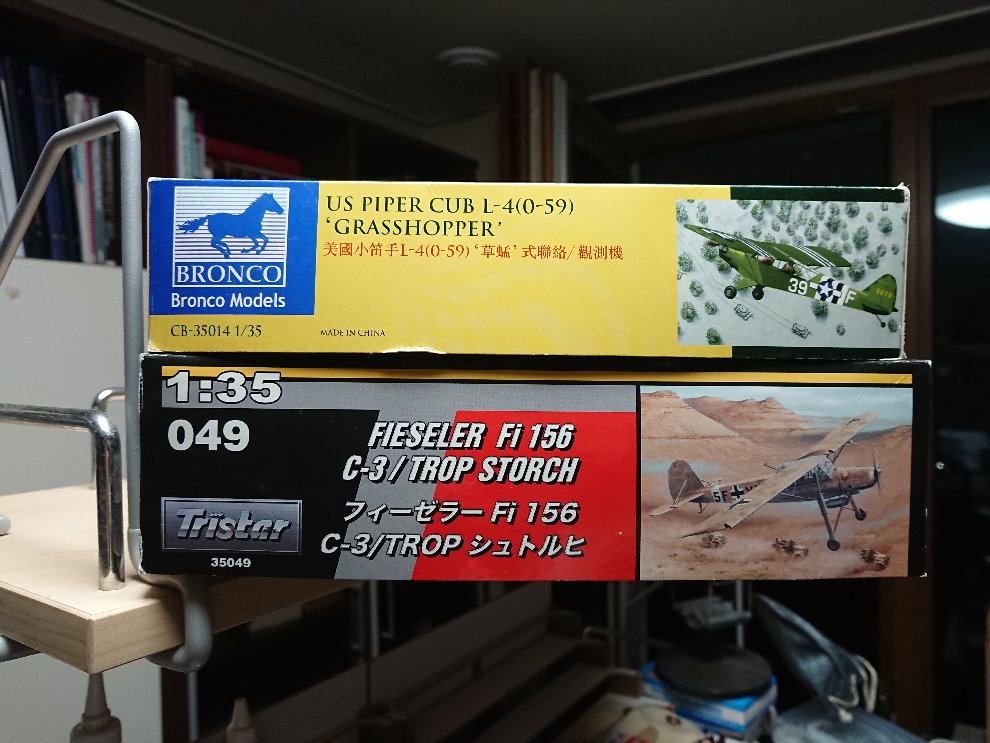 US PIPER CUB L-4(0-59)
‘GRASSHOPPER’
美國小笛手L-4(0-59)‘草蜢’式聯絡/觀測機
BRONCO
Bronco Models
CB-35014 1/35
MADE IN CHINA
39
F
1:35
049
FIESELER Fi 156
C-3/TROP STORCH
フィーゼラー Fi 156
C-3/TROP シュトルヒ
Tristar
35049
5F